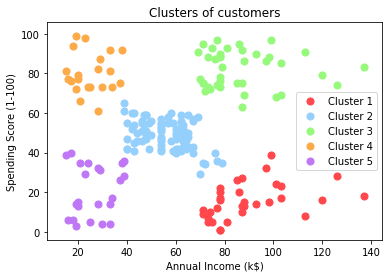 Clusters of customers
Spending Score (1-100)
100
80
60
40
20
0
Cluster 1
Cluster 2
Cluster 3
Cluster 4
Cluster 5
20
40
60
80
100
120
140
Annual Income (k$)